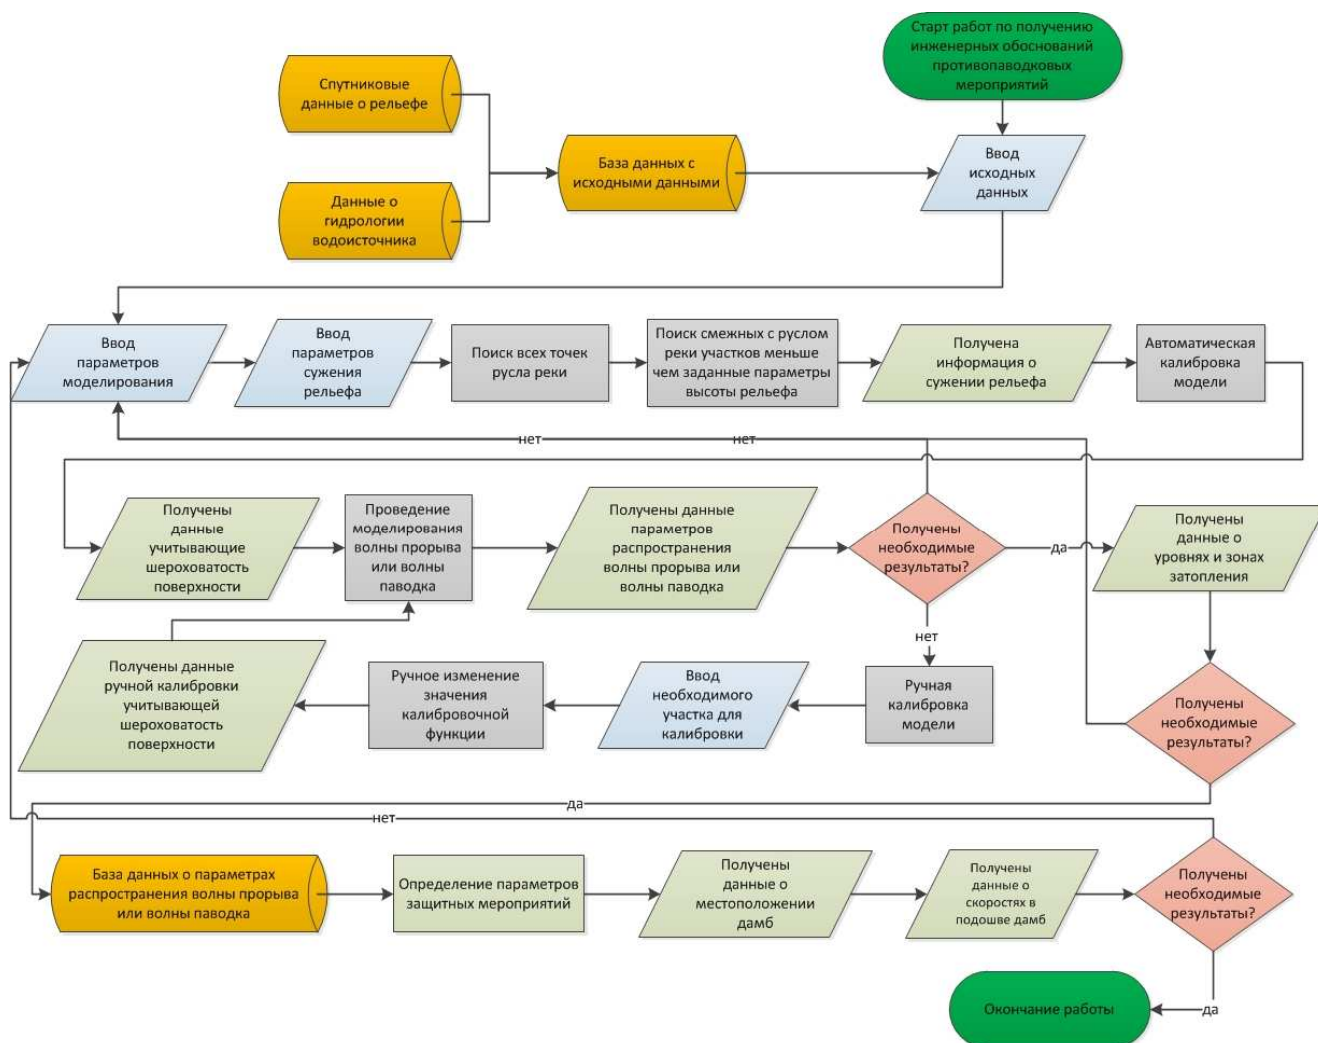 Старт работ по получению
инженерных обоснований
противопаводковых
мероприятий
Спутниковые
данные о рельефе
База данных с
исходными данными
Ввод
исходных
данных
Данные о
гидрологии
водоисточника
Ввод
параметров
моделирования
Ввод
параметров
сужения
рельефа
Поиск всех точек
русла реки
Поиск смежных с руслом
реки участков меньше
чем заданные параметры
высоты рельефа
Получена
информация о
сужении рельефа
Автоматическая
калибровка
модели
нет
нет
Получены
данные
учитывающие
шероховатость
поверхности
Проведение
моделирования
волны прорыва
или волны
паводка
Получены данные
параметров
распространения
волны прорыва или
волны паводка
Получены
необходимые
результаты?
да
Получены
данные о
уровнях и зонах
затопления
нет
Получены данные
ручной калибровки
учитывающей
шероховатость
поверхности
Ручное изменение
значения
калибровочной
функции
Ввод
необходимого
участка для
калибровки
Ручная
калибровка
модели
Получены
необходимые
результаты?
да
нет
База данных о параметрах
распространения волны прорыва
или волны паводка
Определение параметров
защитных мероприятий
Получены
данные о
местоположении
дамб
Получены
данные о
скоростях в
подошве дамб
Получены
необходимые
результаты?
Окончание работы
да